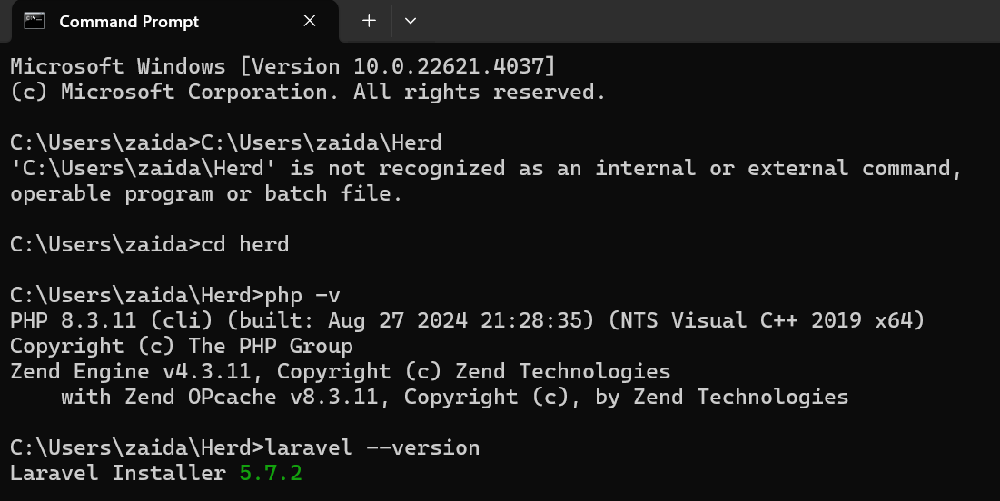 Command Prompt
Microsoft Windows [Version 10.0.22621.4037]
(c) Microsoft Corporation. All rights reserved.
C:\Users\zaida>C:\Users\zaida\Herd
'C:\Users\zaida\Herd' is not recognized as an internal or external command,
operable program or batch file.
C:\Users\zaida>cd herd
C:\Users\zaida\Herd>php -v
PHP 8.3.11 (cli) (built: Aug 27 2024 21:28:35) (NTS Visual C++ 2019 x64)
Copyright (c) The PHP Group
Zend Engine v4.3.11, Copyright (c) Zend Technologies
    with Zend OPcache v8.3.11, Copyright (c), by Zend Technologies
C:\Users\zaida\Herd>laravel --version
Laravel Installer 5.7.2